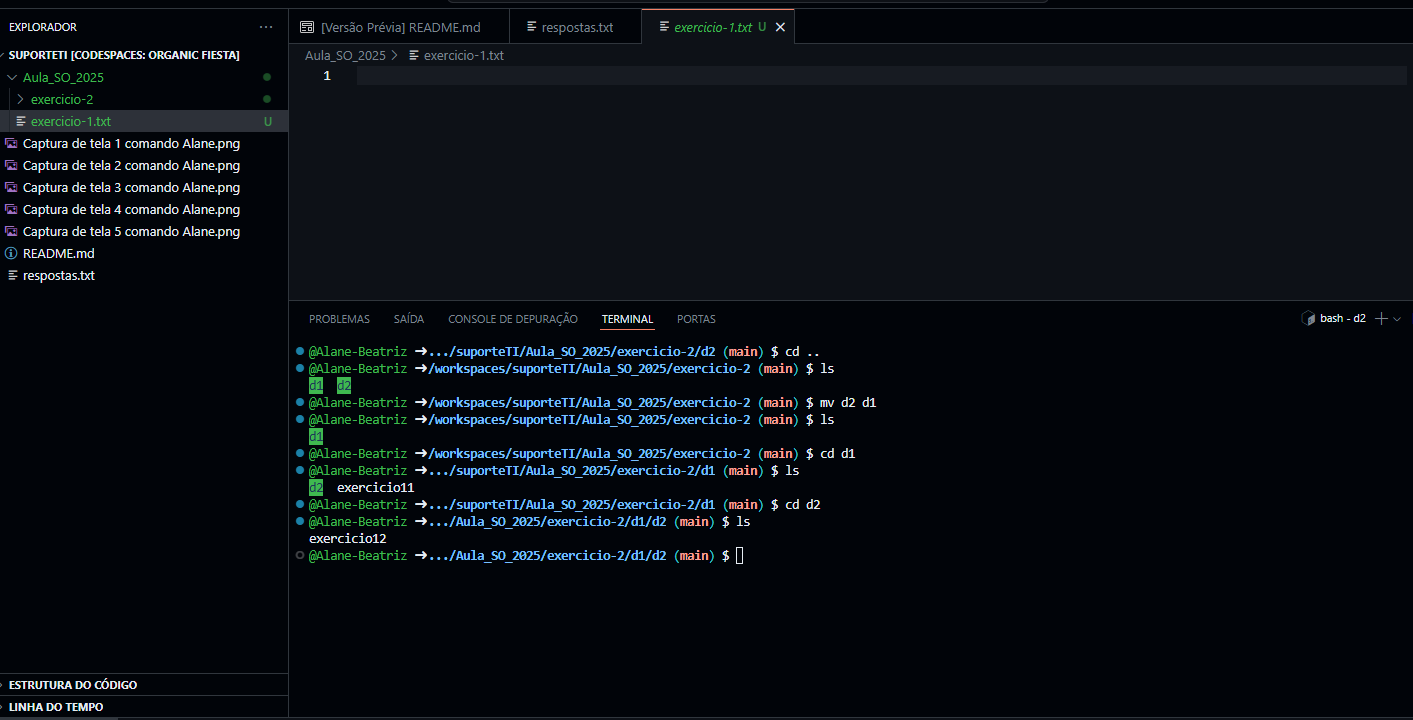 EXPLORADOR
SUPORTETI [CODESPACES: ORGANIC FIESTA]
Aula_SO_2025
exercicio-2
exercicio-1.txt U
Captura de tela 1 comando Alane.png
Captura de tela 2 comando Alane.png
Captura de tela 3 comando Alane.png
Captura de tela 4 comando Alane.png
Captura de tela 5 comando Alane.png
README.md
respostas.txt
ESTRUTURA DO CÓDIGO
LINHA DO TEMPO
[Versão Prévia] README.md respostas.txt exercicio-1.txt U
Aula_SO_2025 > exercicio-1.txt
1
PROBLEMAS SAÍDA CONSOLE DE DEPURAÇÃO TERMINAL PORTAS
bash - d2
@Alane-Beatriz ➜.../suporteTI/Aula_SO_2025/exercicio-2/d2 (main) $ cd ..
@Alane-Beatriz ➜/workspaces/suporteTI/Aula_SO_2025/exercicio-2 (main) $ ls
d1 d2
@Alane-Beatriz ➜/workspaces/suporteTI/Aula_SO_2025/exercicio-2 (main) $ mv d2 d1
@Alane-Beatriz ➜/workspaces/suporteTI/Aula_SO_2025/exercicio-2 (main) $ ls
d1
@Alane-Beatriz ➜/workspaces/suporteTI/Aula_SO_2025/exercicio-2 (main) $ cd d1
@Alane-Beatriz ➜.../suporteTI/Aula_SO_2025/exercicio-2/d1 (main) $ ls
d2 exercicio11
@Alane-Beatriz ➜.../suporteTI/Aula_SO_2025/exercicio-2/d1 (main) $ cd d2
@Alane-Beatriz ➜.../Aula_SO_2025/exercicio-2/d1/d2 (main) $ ls
exercicio12
@Alane-Beatriz ➜.../Aula_SO_2025/exercicio-2/d1/d2 (main) $